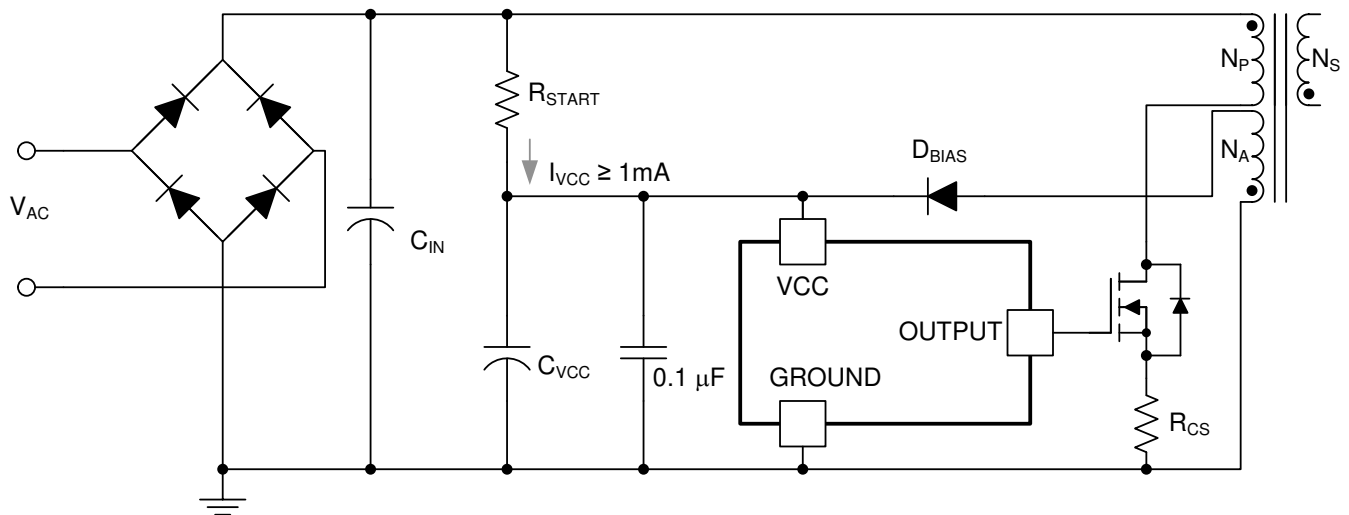 N_P
N_S
R_START
D_BIAS
N_A
I_VCC ≥ 1mA
V_AC
C_IN
VCC
OUTPUT
C_VCC
0.1 μF
GROUND
R_CS